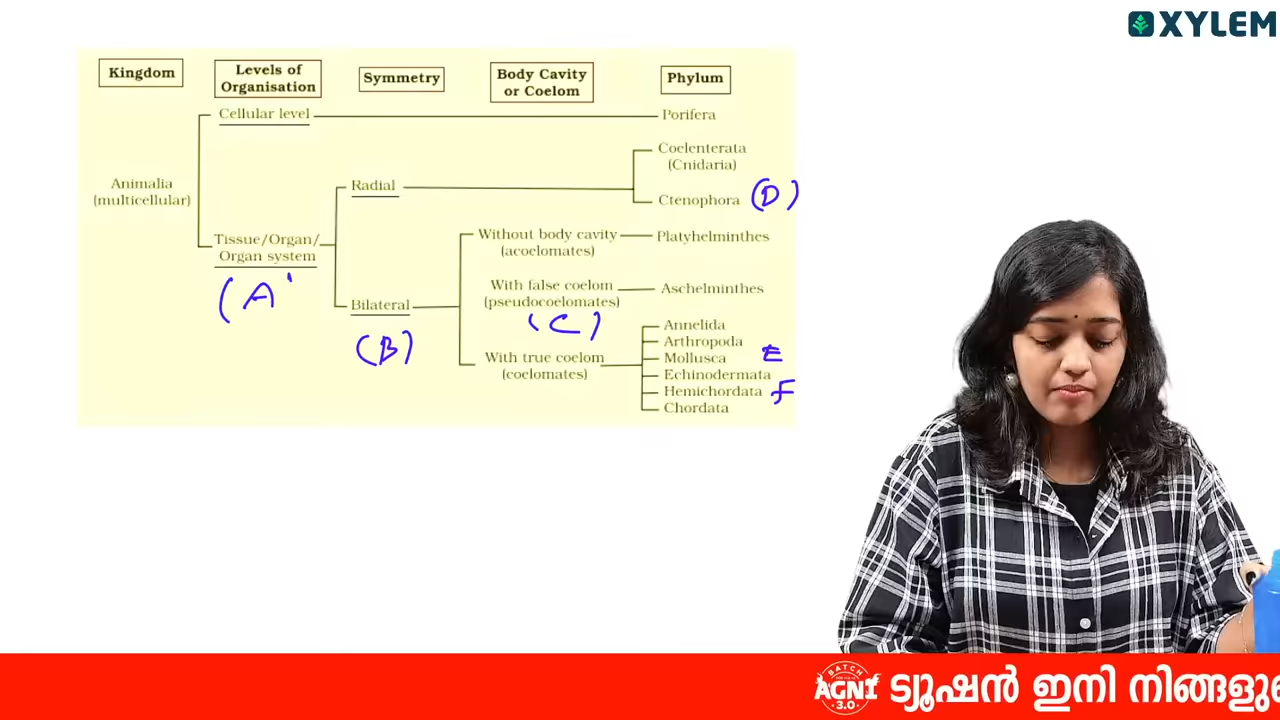 XYLEM
Kingdom
Levels of
Organisation
Symmetry
Body Cavity
or Coelom
Phylum
Cellular level
Porifera
Coelenterata
(Cnidaria)
Animalia
(multicellular)
Radial
Ctenophora (D)
Tissue/Organ/
Organ system
(A
Without body cavity
(acoelomates)
Platyhelminthes
With false coelom
(pseudocoelomates)
(C)
Aschelminthes
Bilateral
(B)
With true coelom
(coelomates)
Annelida
Arthropoda
Mollusca E
Echinodermata
Hemichordata F
Chordata
BATCH
AGNI
3.0
ട്യൂഷൻ ഇനി നിങ്ങളുടെ